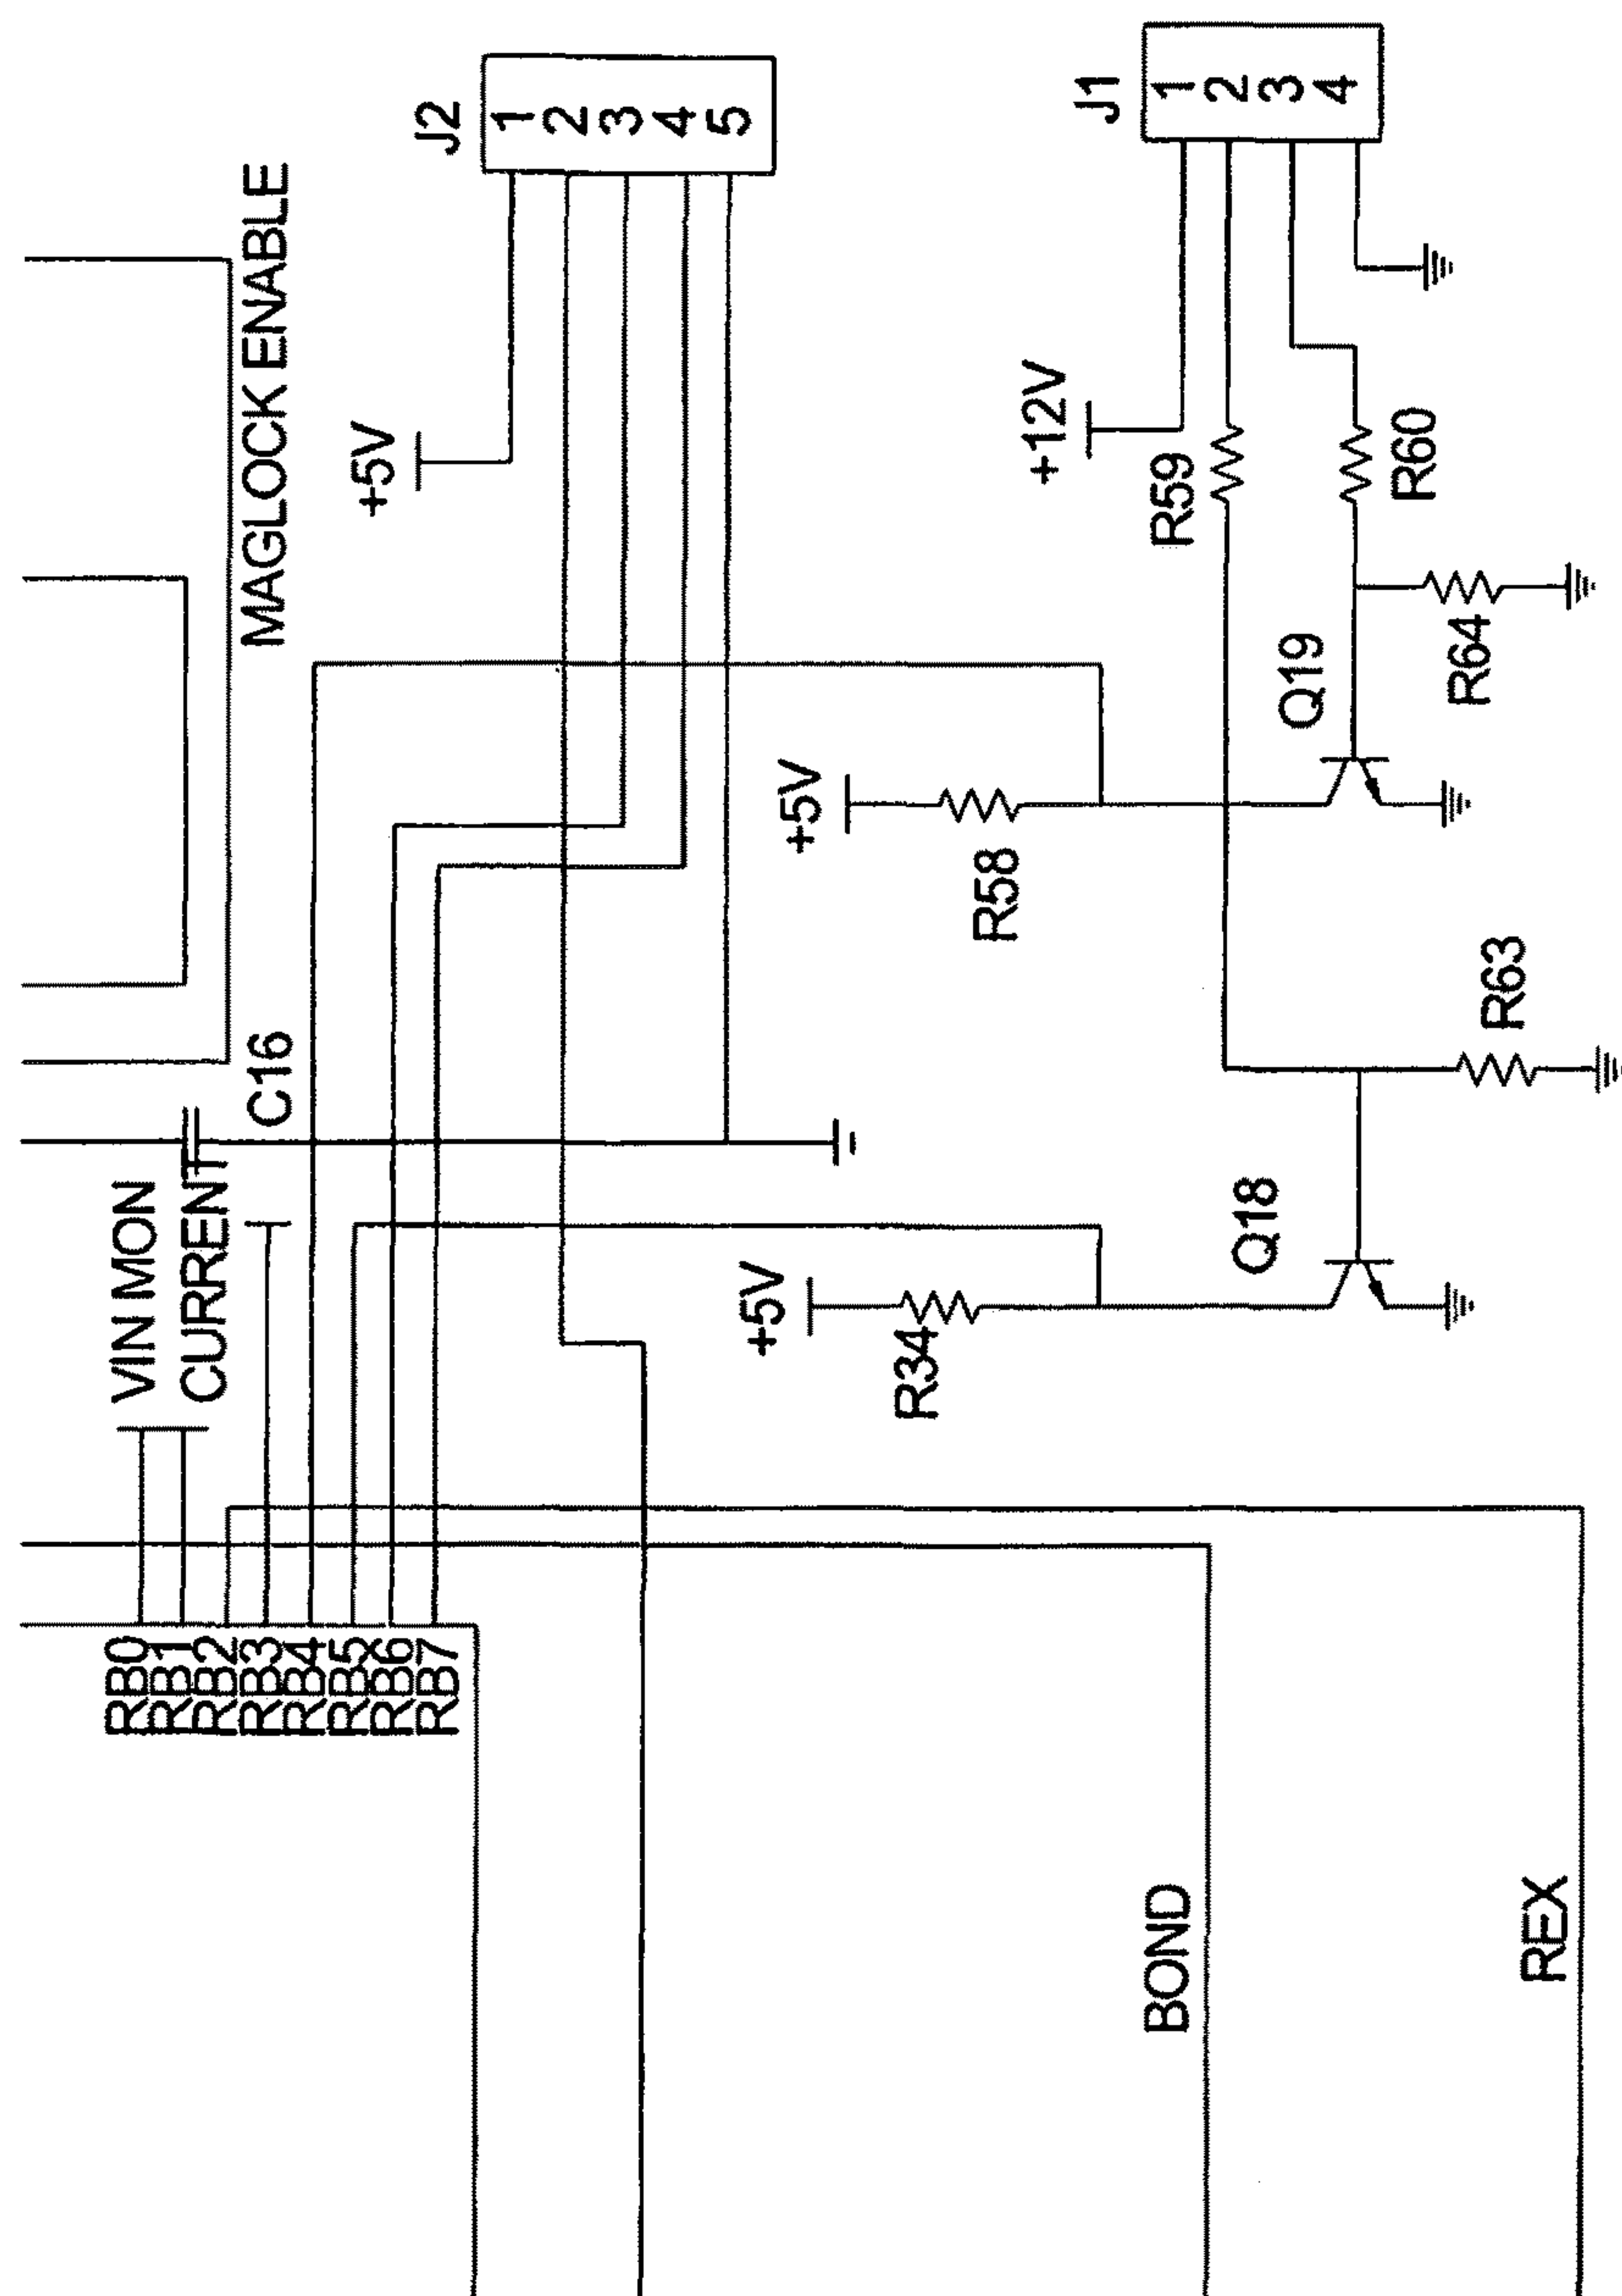 J2
1
2
3
4
5
J1
1
2
3
4
MAGLOCK ENABLE
+5V
+12V
R59
R60
Q19
R64
+5V
R58
C16
R63
VIN MON
CURRENT
Q18
+5V
R34
RB0
RB1
RB2
RB3
RB4
RB5
RB6
RB7
BOND
REX